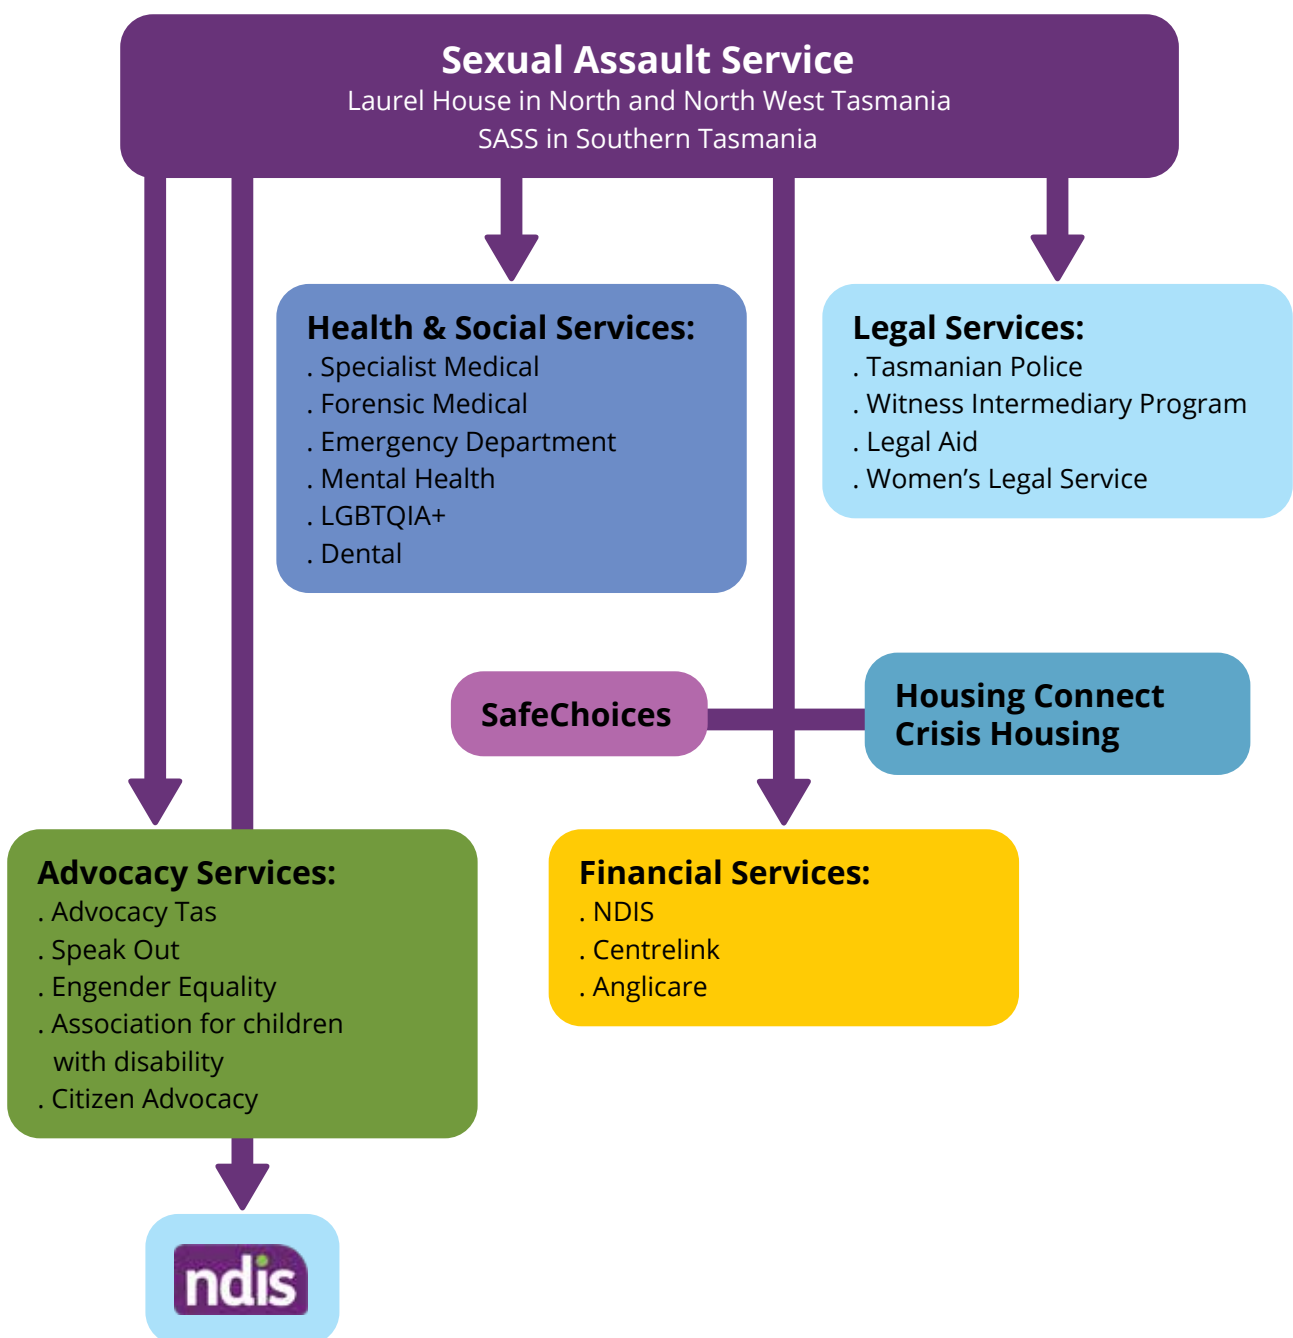 Sexual Assault Service
Laurel House in North and North West Tasmania
SASS in Southern Tasmania
Health & Social Services:
. Specialist Medical
. Forensic Medical
. Emergency Department
. Mental Health
. LGBTQIA+
. Dental
Legal Services:
. Tasmanian Police
. Witness Intermediary Program
. Legal Aid
. Women’s Legal Service
SafeChoices
Housing Connect
Crisis Housing
Advocacy Services:
. Advocacy Tas
. Speak Out
. Engender Equality
. Association for children
with disability
. Citizen Advocacy
Financial Services:
. NDIS
. Centrelink
. Anglicare
ndis